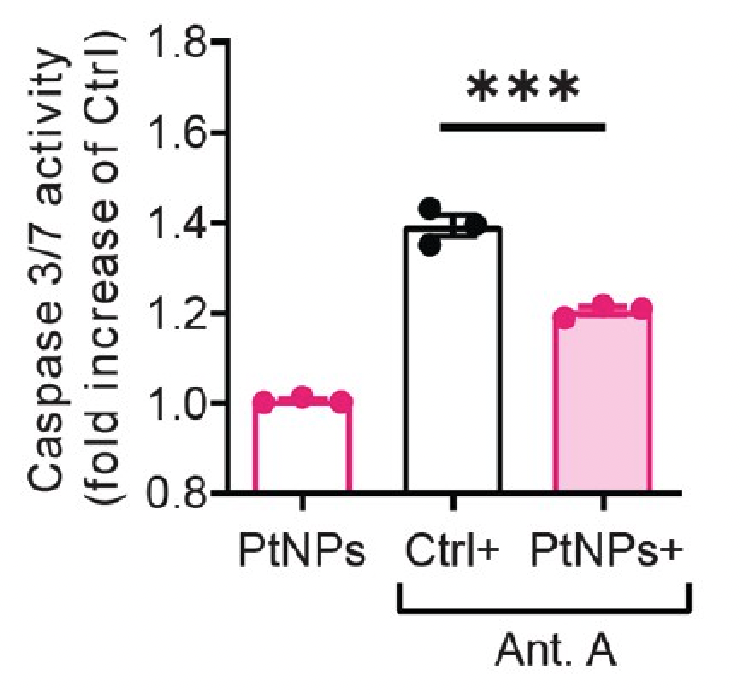 Caspase 3/7 activity
(fold increase of Ctrl)
1.8
1.6
1.4
1.2
1.0
0.8
***
PtNPs
Ctrl+
PtNPs+
Ant. A